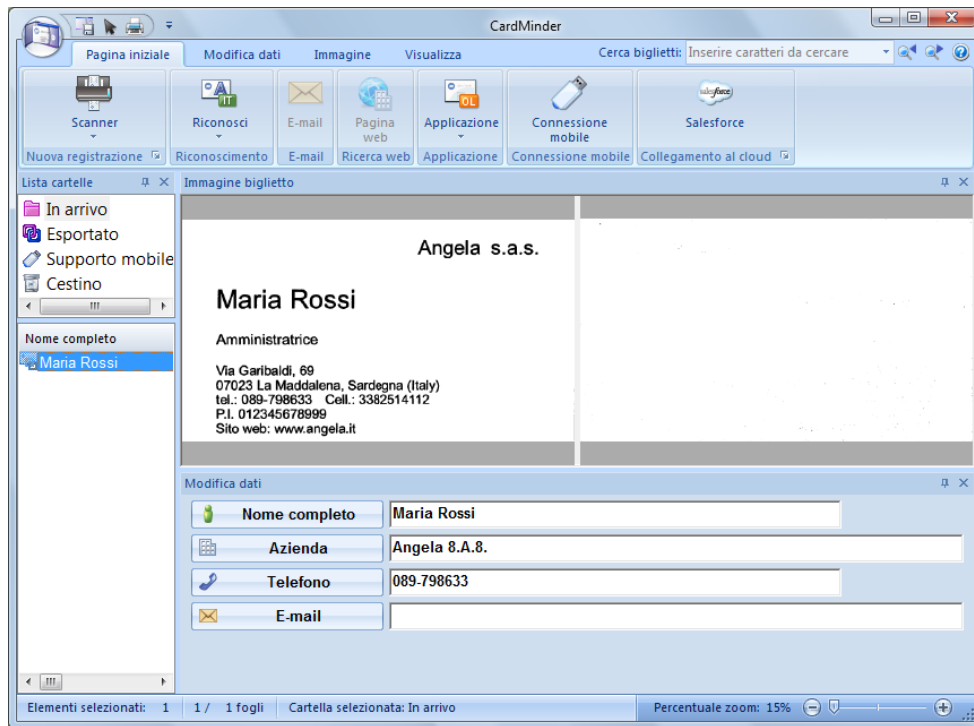 CardMinder
Pagina iniziale Modifica dati Immagine Visualizza Cerca biglietti: Inserire caratteri da cercare
Scanner Riconosci E-mail Pagina web Applicazione Connessione mobile Salesforce
Nuova registrazione Riconoscimento E-mail Ricerca web Applicazione Connessione mobile Collegamento al cloud
Lista cartelle
In arrivo
Esportato
Supporto mobile
Cestino
Nome completo
Maria Rossi
Immagine biglietto
Angela s.a.s.
Maria Rossi
Amministratrice
Via Garibaldi, 69
07023 La Maddalena, Sardegna (Italy)
tel.: 089-798633 Cell.: 3382514112
P.I. 012345678999
Sito web: www.angela.it
Modifica dati
Nome completo Maria Rossi
Azienda Angela 8.A.8.
Telefono 089-798633
E-mail
Elementi selezionati: 1 1 / 1 fogli Cartella selezionata: In arrivo Percentuale zoom: 15%